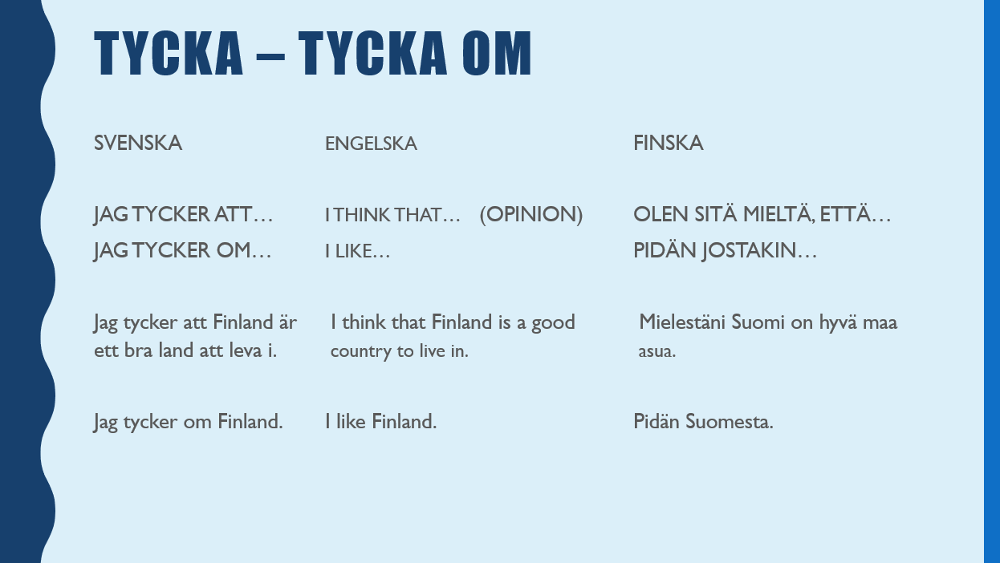 TYCKA – TYCKA OM
SVENSKA ENGELSKA FINSKA
JAG TYCKER ATT… I THINK THAT… (OPINION) OLEN SITÄ MIELTÄ, ETTÄ…
JAG TYCKER OM… I LIKE… PIDÄN JOSTAKIN…
Jag tycker att Finland är I think that Finland is a good Mielestäni Suomi on hyvä maa
ett bra land att leva i. country to live in. asua.
Jag tycker om Finland. I like Finland. Pidän Suomesta.